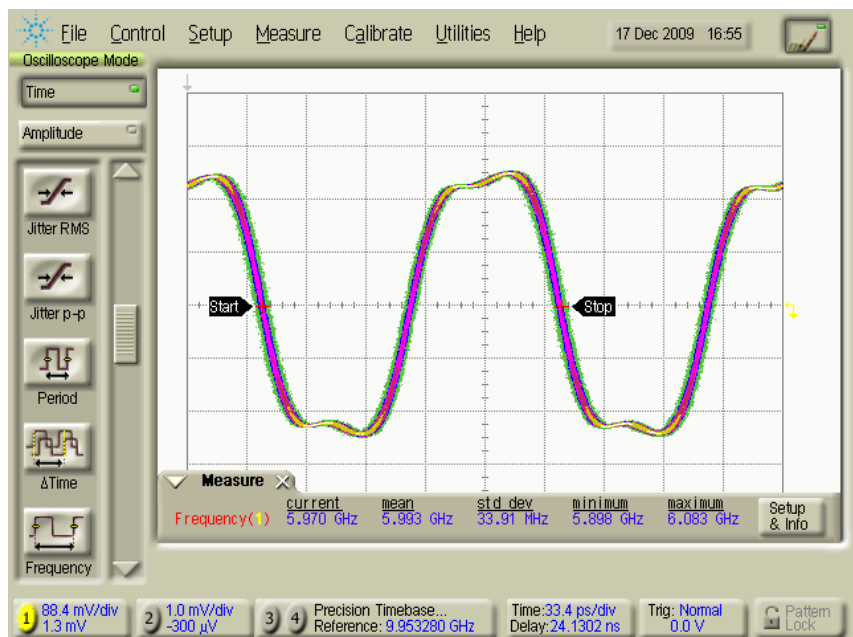 File Control Setup Measure Calibrate Utilities Help 17 Dec 2009 16:55
Oscilloscope Mode
Time
Amplitude
Jitter RMS
Jitter p-p
Period
ΔTime
Frequency
Start
Stop
Measure
current mean std dev minimum maximum
Frequency(1) 5.970 GHz 5.993 GHz 33.91 MHz 5.898 GHz 6.083 GHz
Setup
& Info
1 88.4 mV/div
1.3 mV
2 1.0 mV/div
-300 µV
3 4 Precision Timebase...
Reference: 9.953280 GHz
Time:33.4 ps/div
Delay:24.1302 ns
Trig: Normal
0.0 V
Pattern
Lock